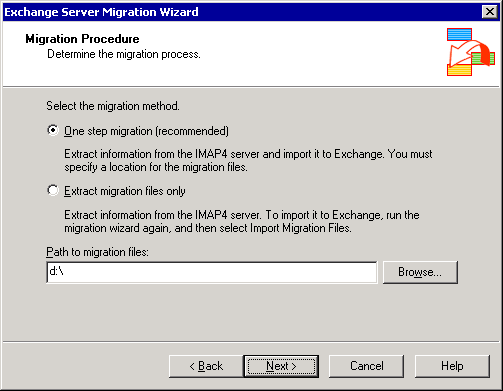 Exchange Server Migration Wizard
Migration Procedure
Determine the migration process.
Select the migration method.
One step migration (recommended)
Extract information from the IMAP4 server and import it to Exchange. You must
specify a location for the migration files.
Extract migration files only
Extract information from the IMAP4 server. To import it to Exchange, run the
migration wizard again, and then select Import Migration Files.
Path to migration files:
d:\
Browse...
< Back
Next >
Cancel
Help